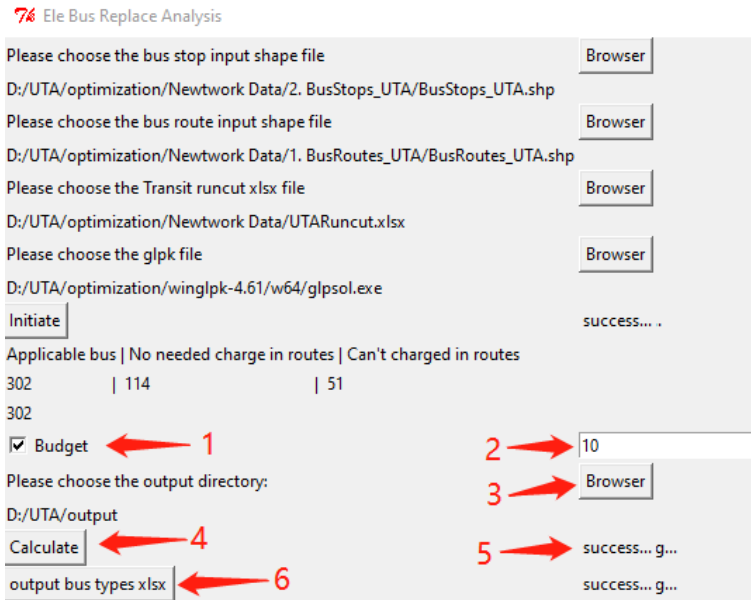 Ele Bus Replace Analysis
Please choose the bus stop input shape file Browser
D:/UTA/optimization/Newtwork Data/2. BusStops_UTA/BusStops_UTA.shp
Please choose the bus route input shape file Browser
D:/UTA/optimization/Newtwork Data/1. BusRoutes_UTA/BusRoutes_UTA.shp
Please choose the Transit runcut xlsx file Browser
D:/UTA/optimization/Newtwork Data/UTARuncut.xlsx
Please choose the glpk file Browser
D:/UTA/optimization/winglpk-4.61/w64/glpsol.exe
Initiate success... .
Applicable bus | No needed charge in routes | Can't charged in routes
302 | 114 | 51
302
Budget 1 2 10
Please choose the output directory: 3 Browser
D:/UTA/output
Calculate 4 5 success... g...
output bus types xlsx 6 success... g...